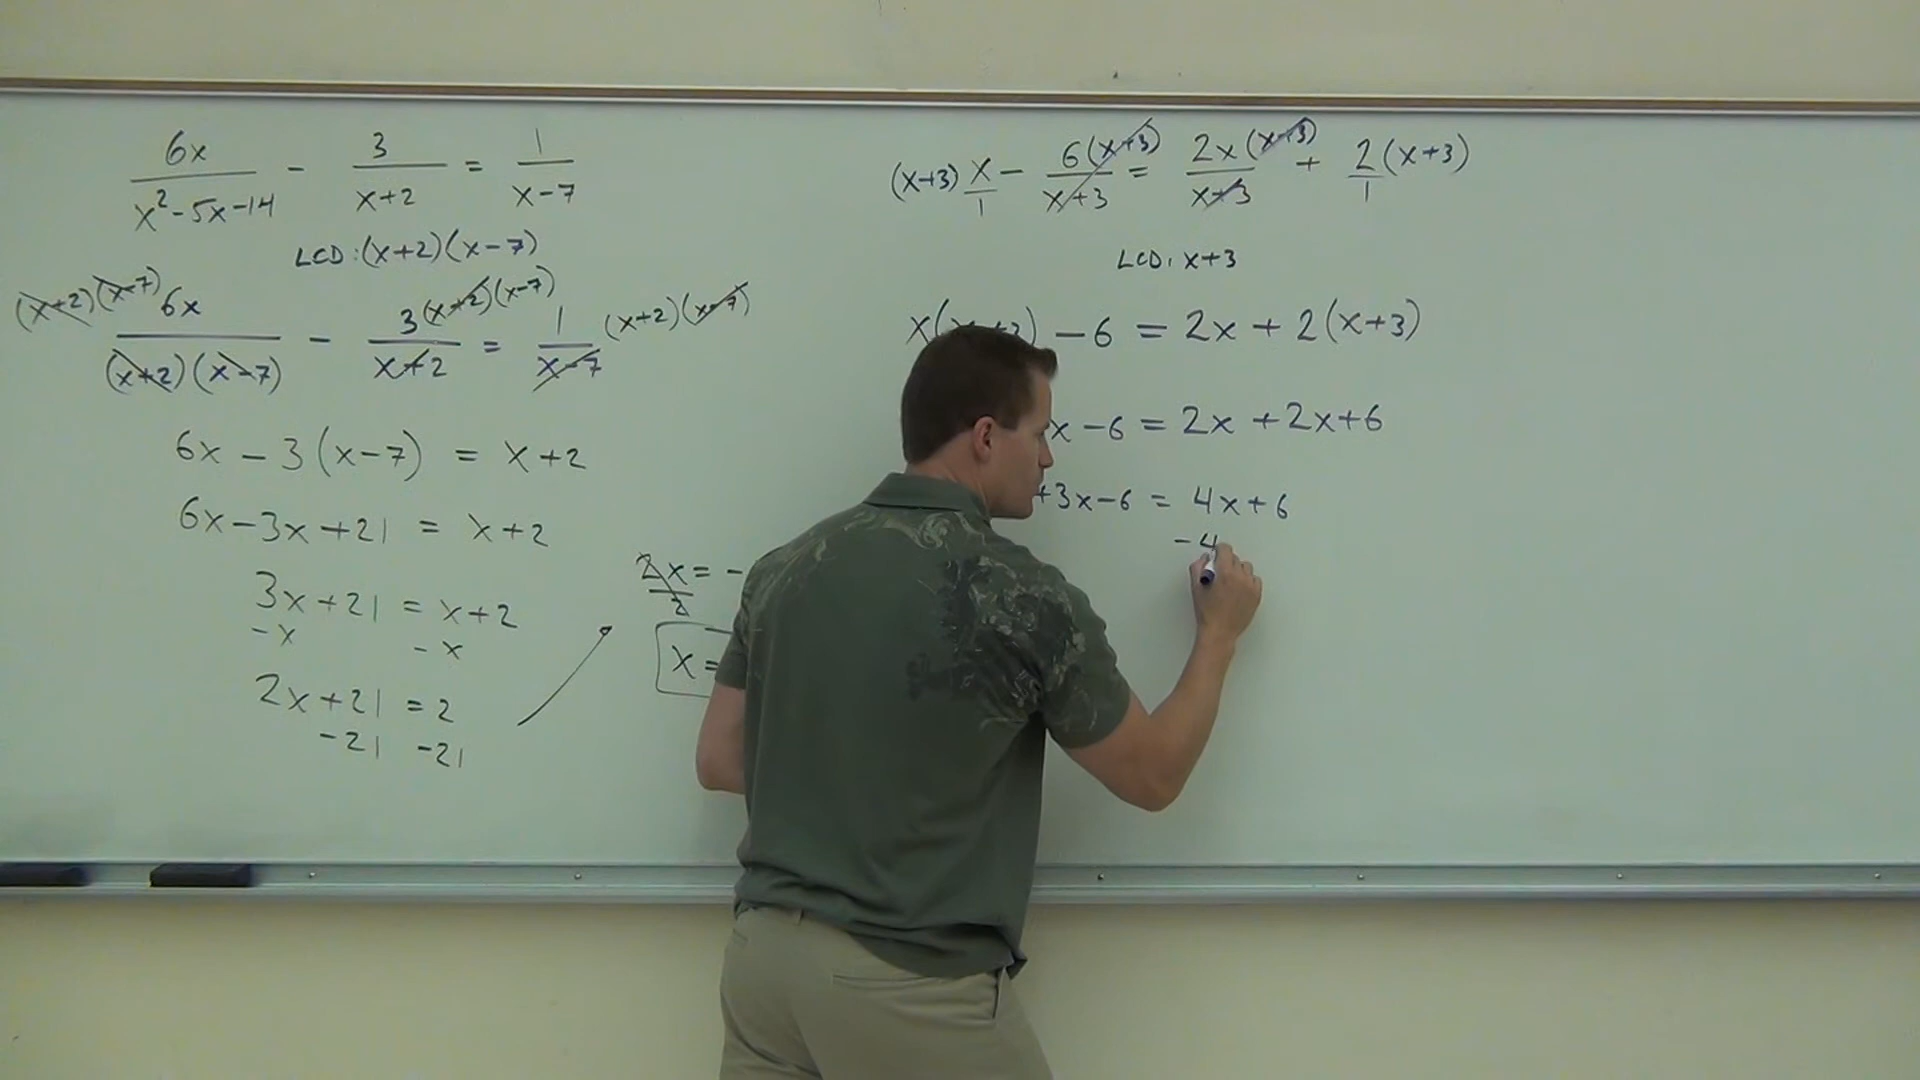 6x/(x²-5x-14) - 3/(x+2) = 1/(x-7)
LCD: (x+2)(x-7)
(x+2)(x-7) 6x/((x+2)(x-7)) - 3(x+2)(x-7)/(x+2) = 1/(x-7) (x+2)(x-7)
6x - 3(x-7) = x+2
6x-3x+21 = x+2
3x+21 = x+2
-x -x
2x+21 = 2
-21 -21
2x/2 = -
x =
(x+3) x/1 - 6(x+3)/(x+3) = 2x(x+3)/(x+3) + 2/1 (x+3)
LCD: x+3
x(x+3) - 6 = 2x + 2(x+3)
x - 6 = 2x + 2x + 6
+3x - 6 = 4x + 6
-4